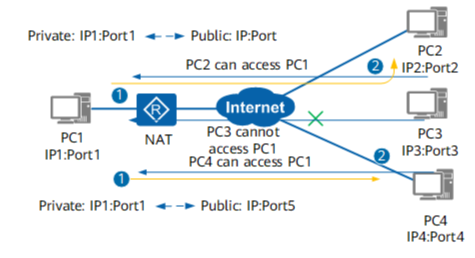 Private: IP1:Port1 Public: IP:Port
PC2 can access PC1
2
PC2
IP2:Port2
1
R
Internet
PC1
IP1:Port1
NAT
PC3 cannot
access PC1
PC3
IP3:Port3
PC4 can access PC1
2
1
Private: IP1:Port1 Public: IP:Port5
PC4
IP4:Port4